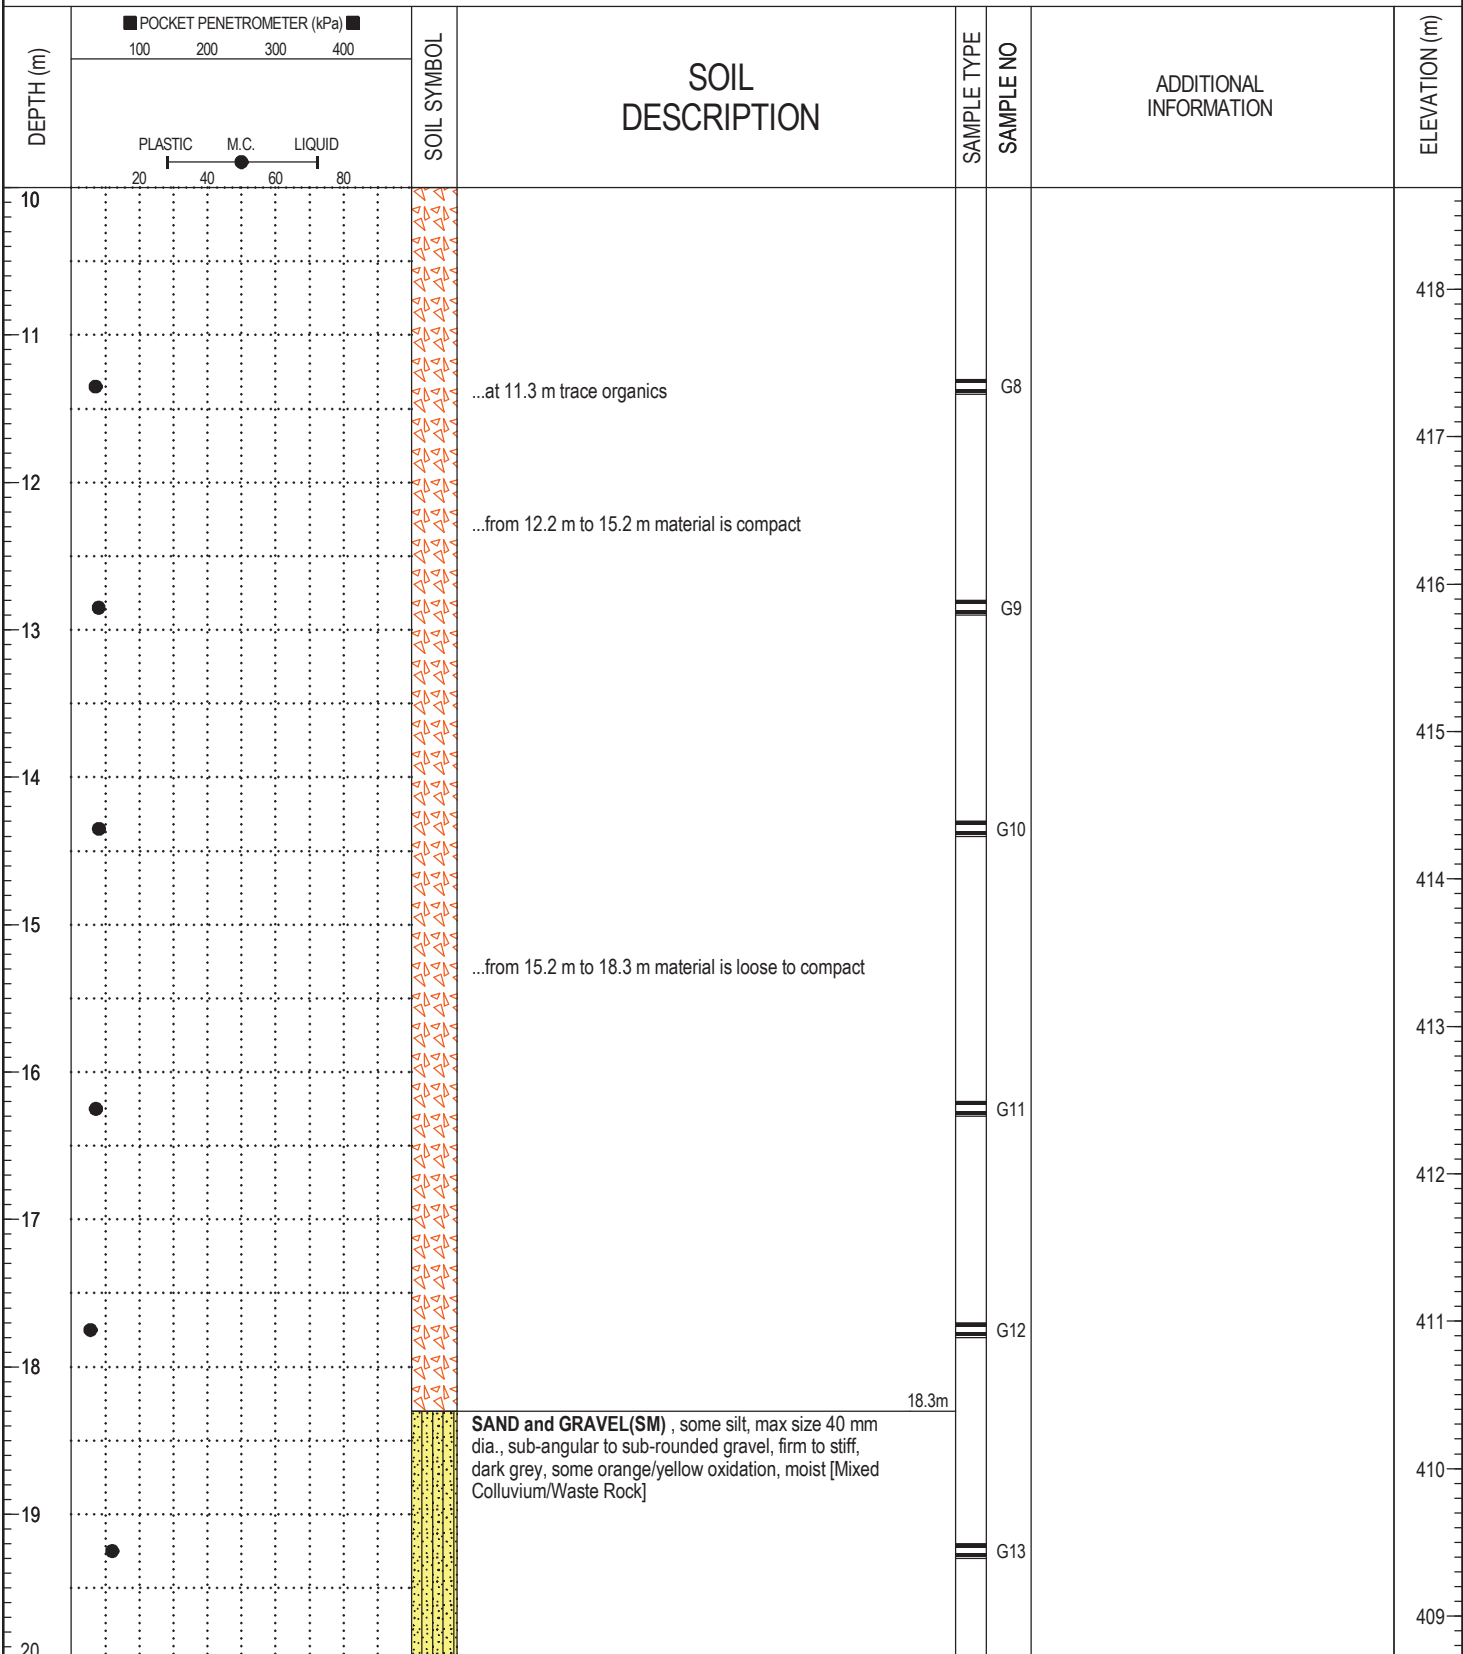 ■ POCKET PENETROMETER (kPa) ■
100 200 300 400
DEPTH (m)
PLASTIC M.C. LIQUID
20 40 60 80
SOIL SYMBOL
SOIL
DESCRIPTION
SAMPLE TYPE
SAMPLE NO
ADDITIONAL
INFORMATION
ELEVATION (m)
10
418
11
...at 11.3 m trace organics
G8
417
12
...from 12.2 m to 15.2 m material is compact
416
G9
13
415
14
G10
414
15
...from 15.2 m to 18.3 m material is loose to compact
413
16
G11
412
17
411
G12
18
18.3m
SAND and GRAVEL(SM) , some silt, max size 40 mm
dia., sub-angular to sub-rounded gravel, firm to stiff,
dark grey, some orange/yellow oxidation, moist [Mixed
Colluvium/Waste Rock]
410
19
G13
409
20